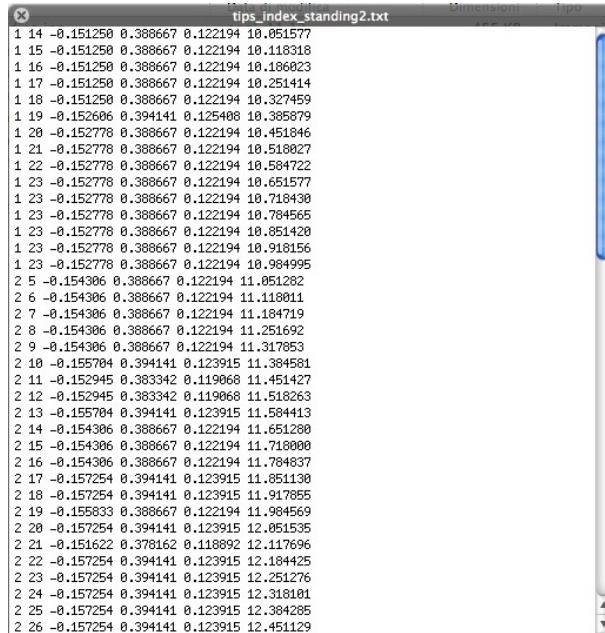 Data di modifica Dimensioni Tipo
tips_index_standing2.txt
1 14 -0.151250 0.388667 0.122194 10.051577
1 15 -0.151250 0.388667 0.122194 10.118318
1 16 -0.151250 0.388667 0.122194 10.186023
1 17 -0.151250 0.388667 0.122194 10.251414
1 18 -0.151250 0.388667 0.122194 10.327459
1 19 -0.152606 0.394141 0.125408 10.385879
1 20 -0.152778 0.388667 0.122194 10.451846
1 21 -0.152778 0.388667 0.122194 10.518027
1 22 -0.152778 0.388667 0.122194 10.584722
1 23 -0.152778 0.388667 0.122194 10.651577
1 23 -0.152778 0.388667 0.122194 10.718430
1 23 -0.152778 0.388667 0.122194 10.784565
1 23 -0.152778 0.388667 0.122194 10.851420
1 23 -0.152778 0.388667 0.122194 10.918156
1 23 -0.152778 0.388667 0.122194 10.984995
2 5 -0.154306 0.388667 0.122194 11.051282
2 6 -0.154306 0.388667 0.122194 11.118011
2 7 -0.154306 0.388667 0.122194 11.184719
2 8 -0.154306 0.388667 0.122194 11.251692
2 9 -0.154306 0.388667 0.122194 11.317853
2 10 -0.155704 0.394141 0.123915 11.384581
2 11 -0.152945 0.383342 0.119068 11.451427
2 12 -0.152945 0.383342 0.119068 11.518263
2 13 -0.155704 0.394141 0.123915 11.584413
2 14 -0.154306 0.388667 0.122194 11.651280
2 15 -0.154306 0.388667 0.122194 11.718000
2 16 -0.154306 0.388667 0.122194 11.784837
2 17 -0.157254 0.394141 0.123915 11.851130
2 18 -0.157254 0.394141 0.123915 11.917855
2 19 -0.155833 0.388667 0.122194 11.984569
2 20 -0.157254 0.394141 0.123915 12.051535
2 21 -0.151622 0.378162 0.118892 12.117696
2 22 -0.157254 0.394141 0.123915 12.184425
2 23 -0.157254 0.394141 0.123915 12.251276
2 24 -0.157254 0.394141 0.123915 12.318101
2 25 -0.157254 0.394141 0.123915 12.384285
2 26 -0.157254 0.394141 0.123915 12.451129